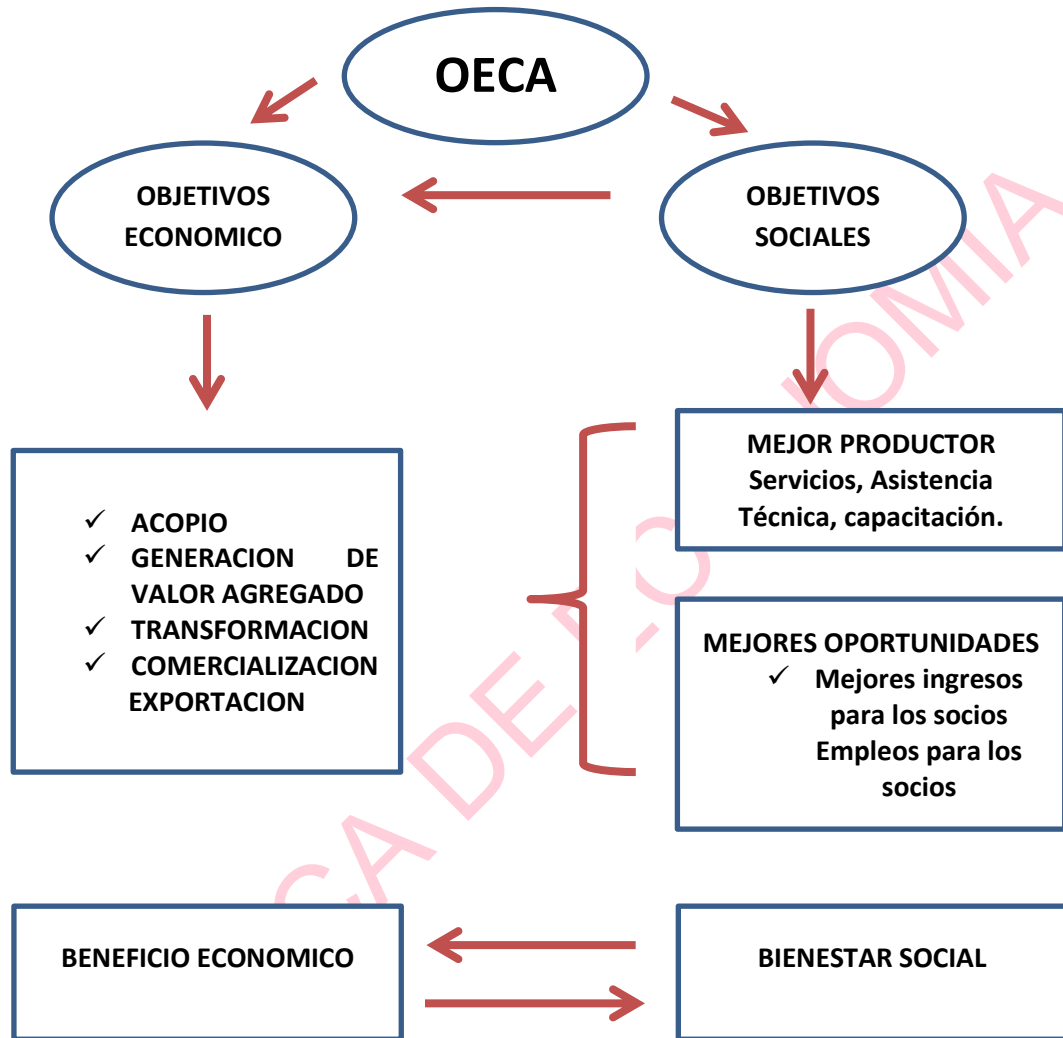 OECA
OBJETIVOS
ECONOMICO
OBJETIVOS
SOCIALES
✓ ACOPIO
✓ GENERACION DE
VALOR AGREGADO
✓ TRANSFORMACION
✓ COMERCIALIZACION
EXPORTACION
MEJOR PRODUCTOR
Servicios, Asistencia
Técnica, capacitación.
MEJORES OPORTUNIDADES
✓ Mejores ingresos
para los socios
Empleos para los
socios
BENEFICIO ECONOMICO
BIENESTAR SOCIAL